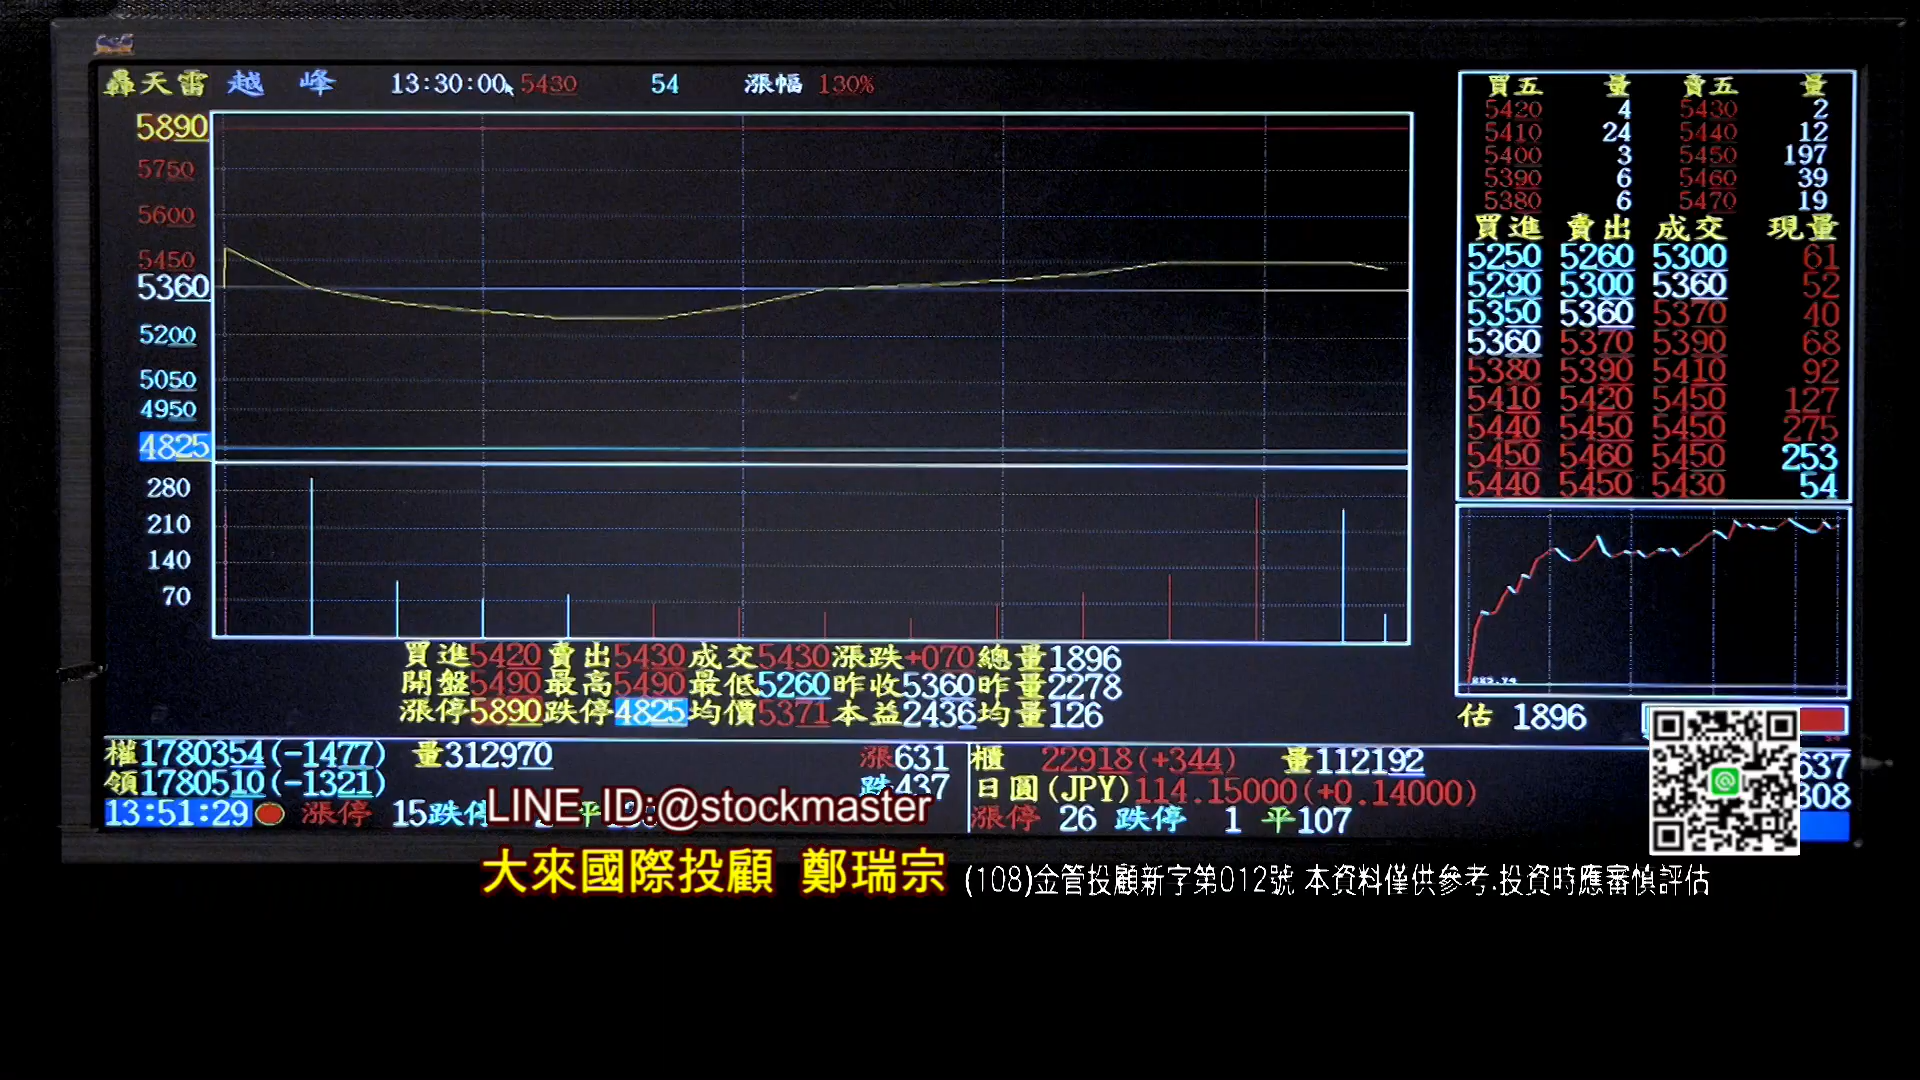 轟天雷 越 峰 13:30:00 5430 54 漲幅 130%
5890
5750
5600
5450
5360
5200
5050
4950
4825
280
210
140
70
買五 量 賣五 量
5420 4 5430 2
5410 24 5440 12
5400 3 5450 197
5390 6 5460 39
5380 6 5470 19
買進 賣出 成交 現量
5250 5260 5300 61
5290 5300 5360 52
5350 5360 5370 40
5360 5370 5390 68
5380 5390 5410 92
5410 5420 5450 127
5440 5450 5450 275
5450 5460 5450 253
5440 5450 5430 54
估 1896
買進5420賣出5430成交5430漲跌+070總量1896
開盤5490最高5490最低5260昨收5360昨量2278
漲停5890跌停4825均價5371本益2436均量126
權1780354(-1477) 量312970 漲631
領1780510(-1321) 跌437
13:51:29 漲停 15跌停 平
櫃 22918(+344) 量112192 637
日圓(JPY)114.15000(+0.14000) 808
漲停 26 跌停 1 平107
LINE ID:@stockmaster
大來國際投顧 鄭瑞宗 (108)金管投顧新字第012號 本資料僅供參考.投資時應審慎評估